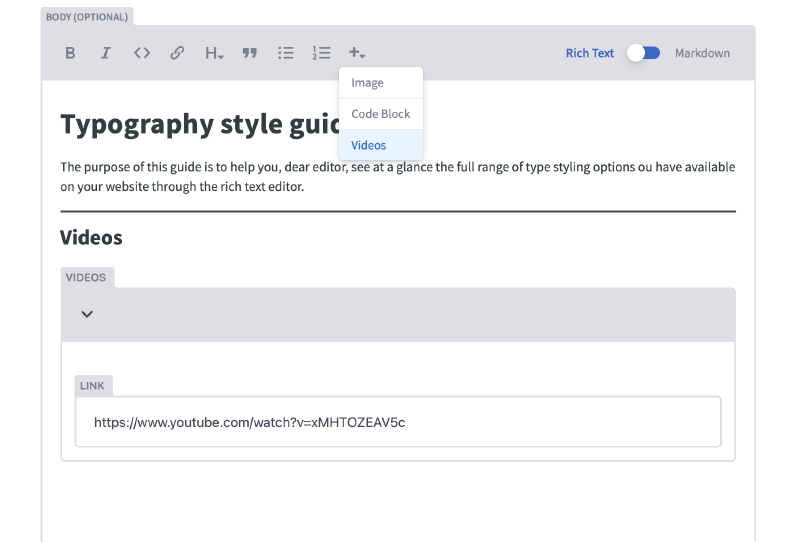 BODY (OPTIONAL)
B I <> H Rich Text Markdown
Image
Code Block
Videos
Typography style guid
The purpose of this guide is to help you, dear editor, see at a glance the full range of type styling options ou have available
on your website through the rich text editor.
Videos
VIDEOS
LINK
https://www.youtube.com/watch?v=xMHTOZEAV5c